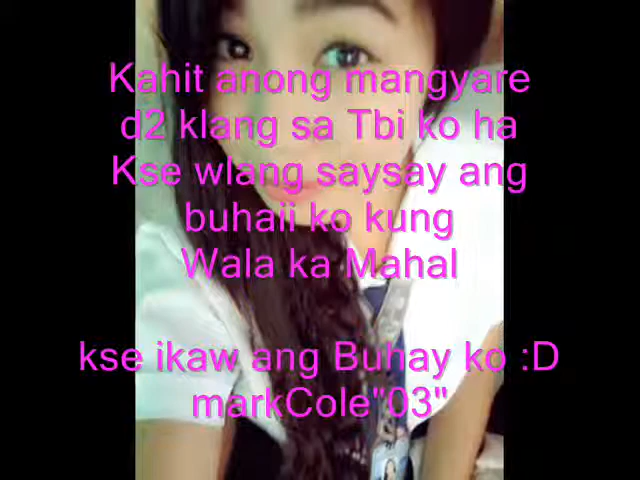 Kahit anong mangyare
d2 klang sa Tbi ko ha
Kse wlang saysay ang
buhaii ko kung
Wala ka Mahal
kse ikaw ang Buhay ko :D
markCole"03"